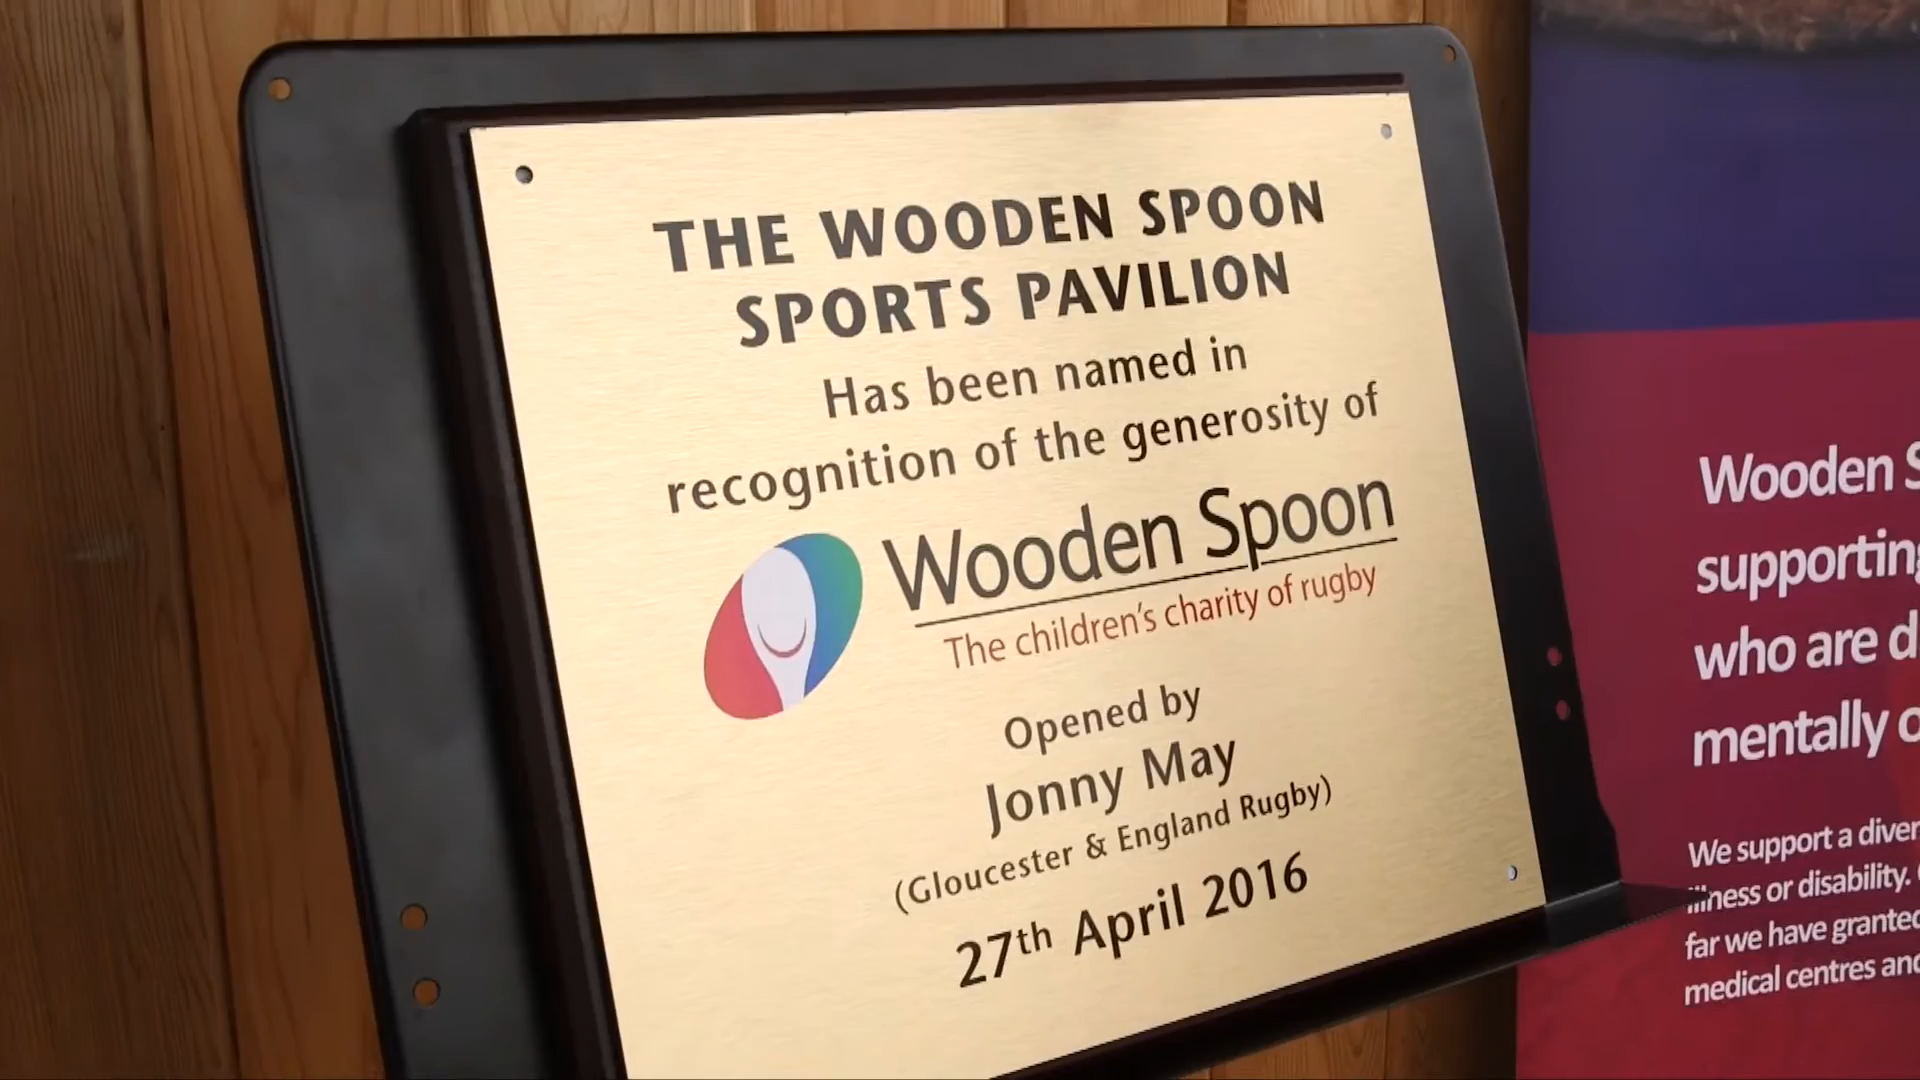 THE WOODEN SPOON
SPORTS PAVILION
Has been named in
recognition of the generosity of
Wooden Spoon
The children's charity of rugby
Opened by
Jonny May
(Gloucester & England Rugby)
27th April 2016
Wooden
supporting
who are
mentally
We support a
illness or disability.
far we have granted
medical centres and